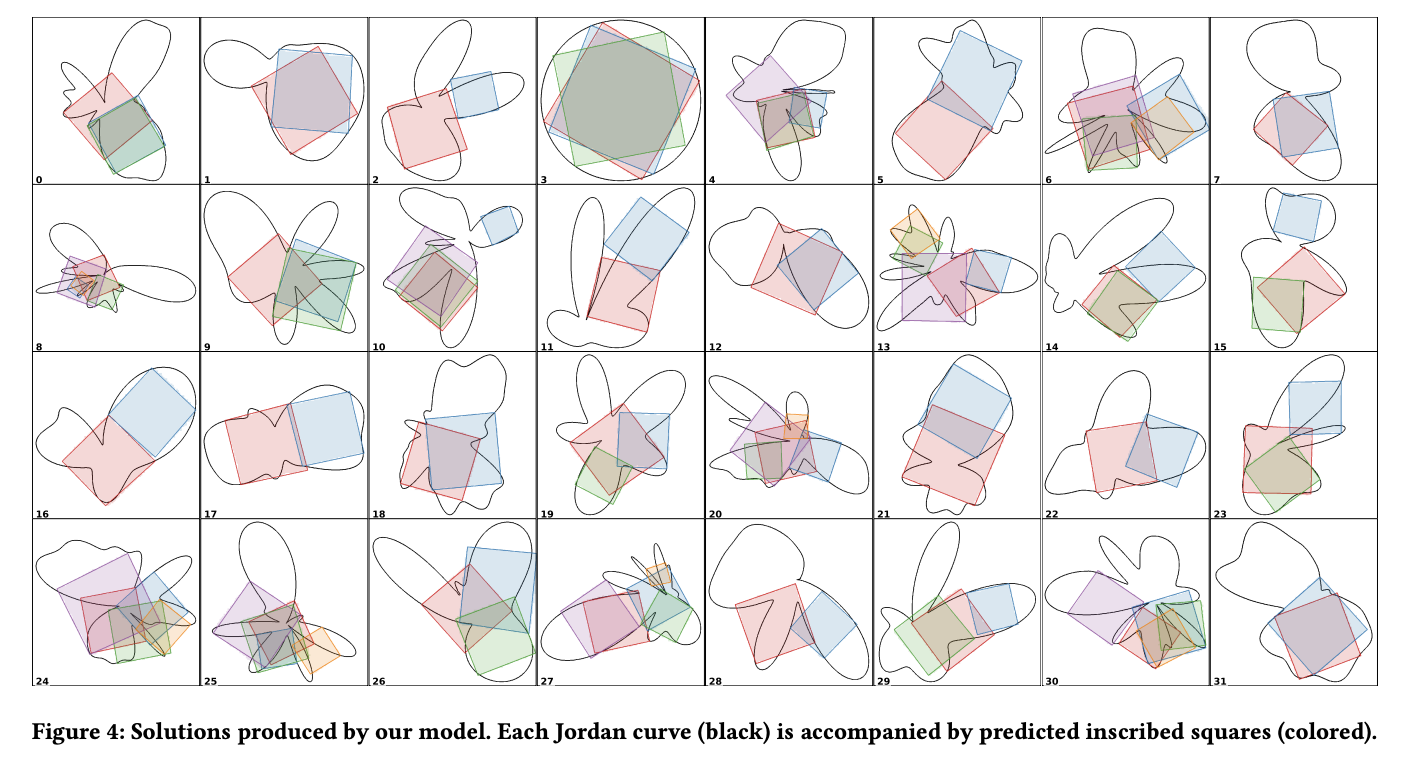 0 1 2 3 4 5 6 7
8 9 10 11 12 13 14 15
16 17 18 19 20 21 22 23
24 25 26 27 28 29 30 31
Figure 4: Solutions produced by our model. Each Jordan curve (black) is accompanied by predicted inscribed squares (colored).